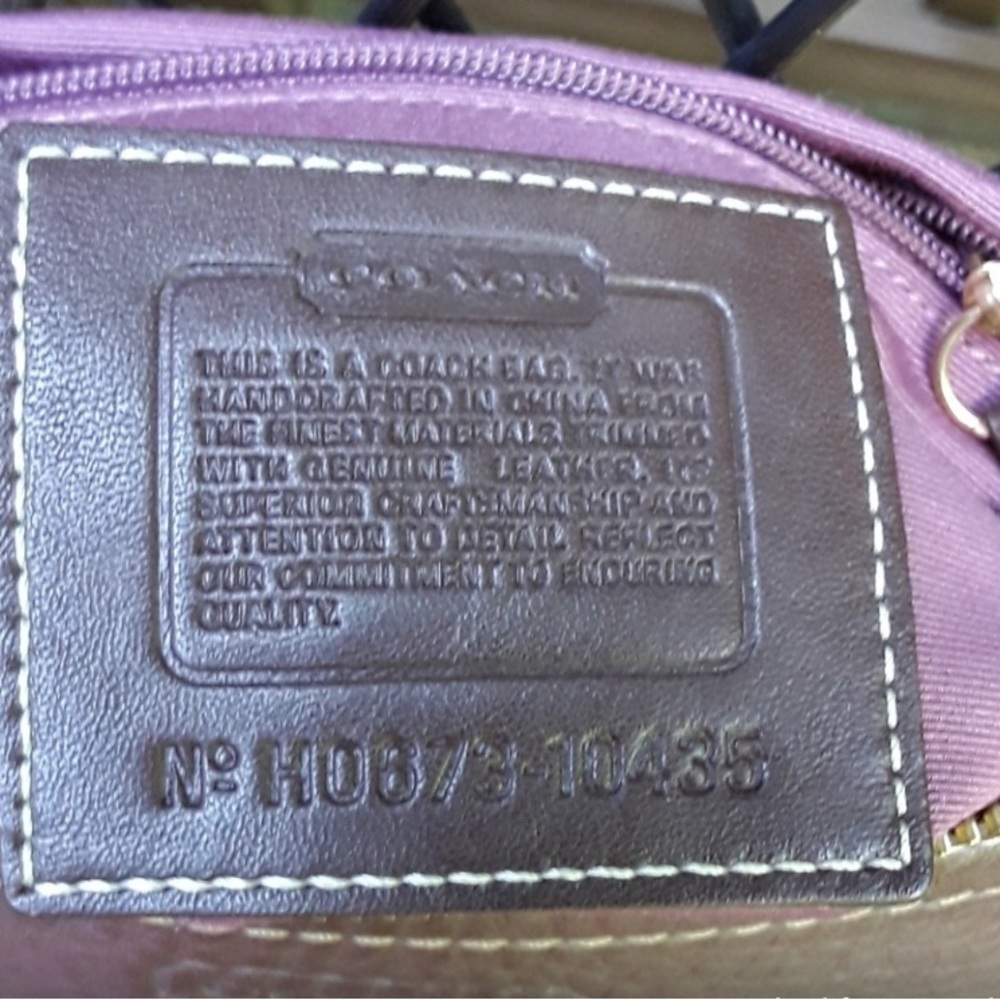 COACH
THIS IS A COACH BAG. IT WAS
HANDCRAFTED IN CHINA FROM
THE FINEST MATERIALS TRIMMED
WITH GENUINE LEATHER. ITS
SUPERIOR CRAFTSMANSHIP AND
ATTENTION TO DETAIL REFLECT
OUR COMMITMENT TO ENDURING
QUALITY.
Nº H0673-10435